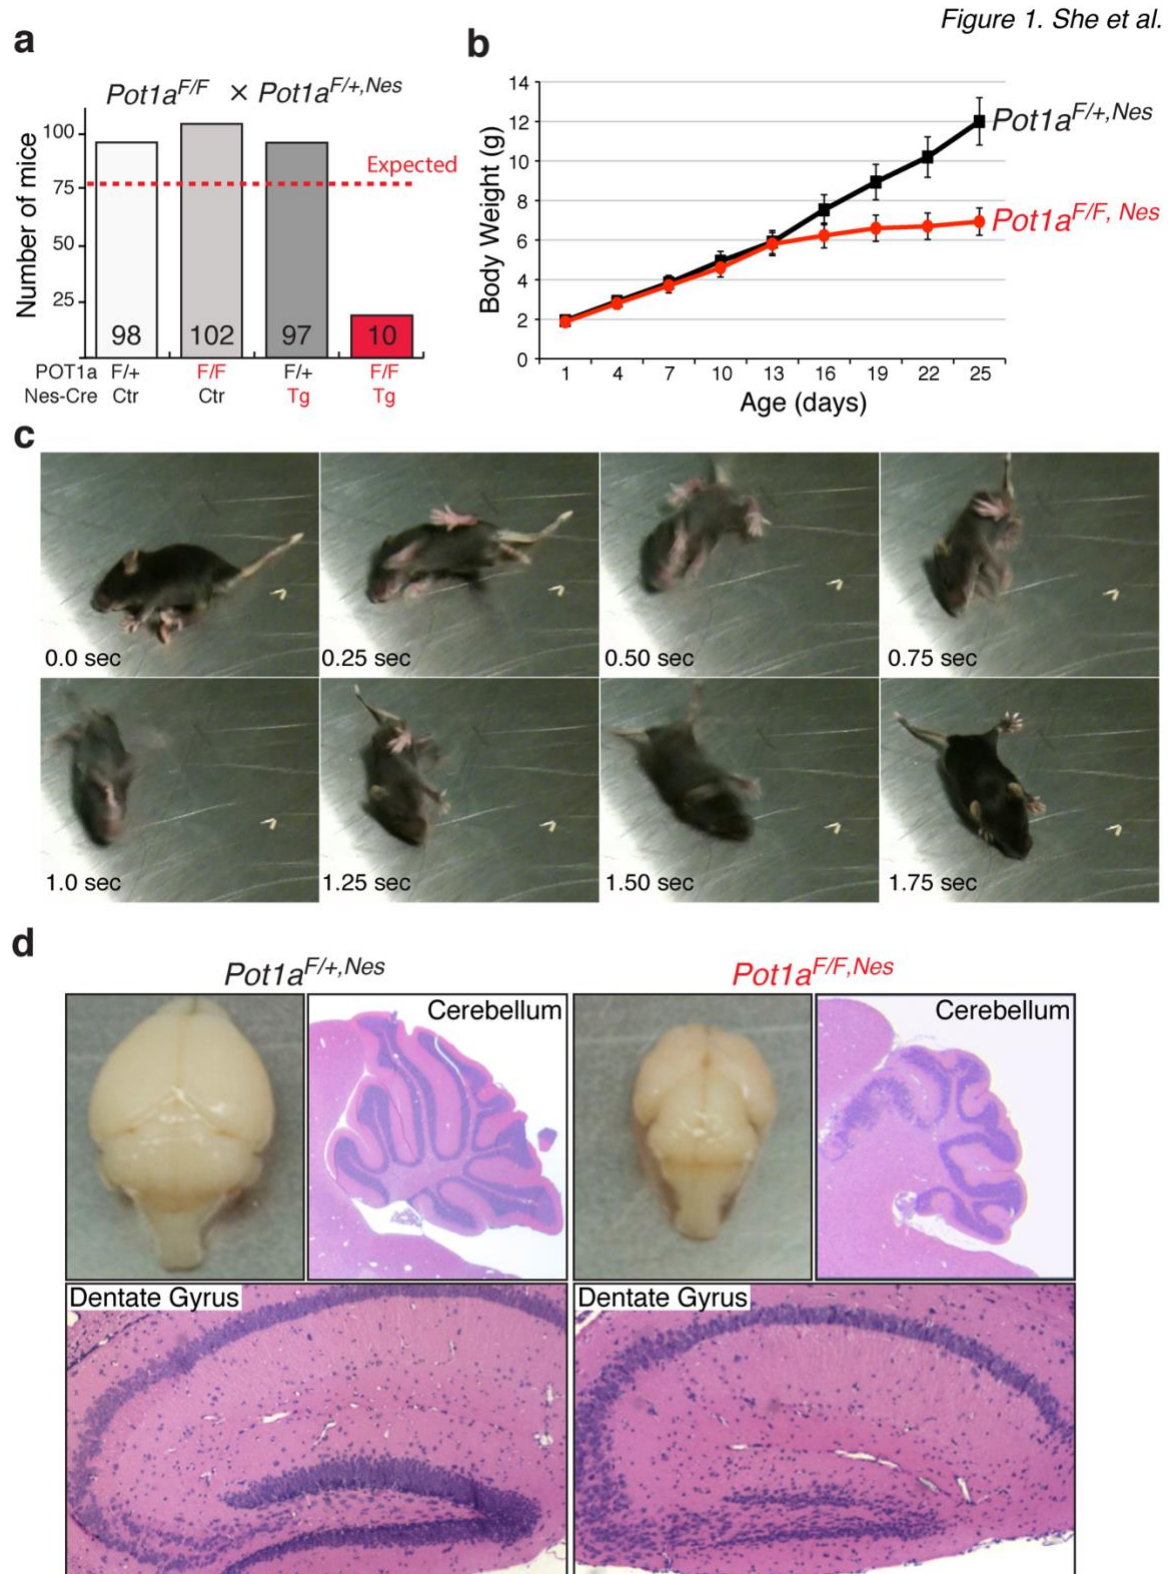 Figure 1. She et al.
a
Pot1aF/F × Pot1aF/+,Nes
Number of mice
100
75
50
25
Expected
98
102
97
10
POT1a F/+ F/F F/+ F/F
Nes-Cre Ctr Ctr Tg Tg
b
Body Weight (g)
14
12
10
8
6
4
2
0
1 4 7 10 13 16 19 22 25
Age (days)
Pot1aF/+,Nes
Pot1aF/F, Nes
c
0.0 sec
0.25 sec
0.50 sec
0.75 sec
1.0 sec
1.25 sec
1.50 sec
1.75 sec
d
Pot1aF/+,Nes
Pot1aF/F,Nes
Cerebellum
Cerebellum
Dentate Gyrus
Dentate Gyrus